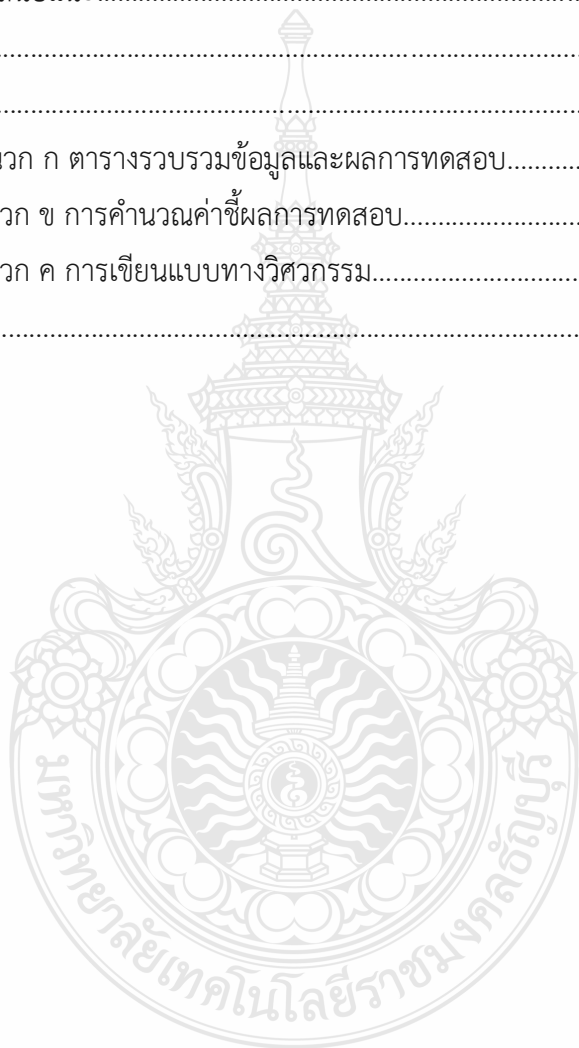 ...........................................................................
...........................................................................
วก ก ตารางรวบรวมข้อมูลและผลการทดสอบ............
วก ข การคำนวณค่าชี้ผลการทดสอบ.........................
วก ค การเขียนแบบทางวิศวกรรม..............................
...........................................................................
มหาวิทยาลัยเทคโนโลยีราชมงคลธัญบุรี